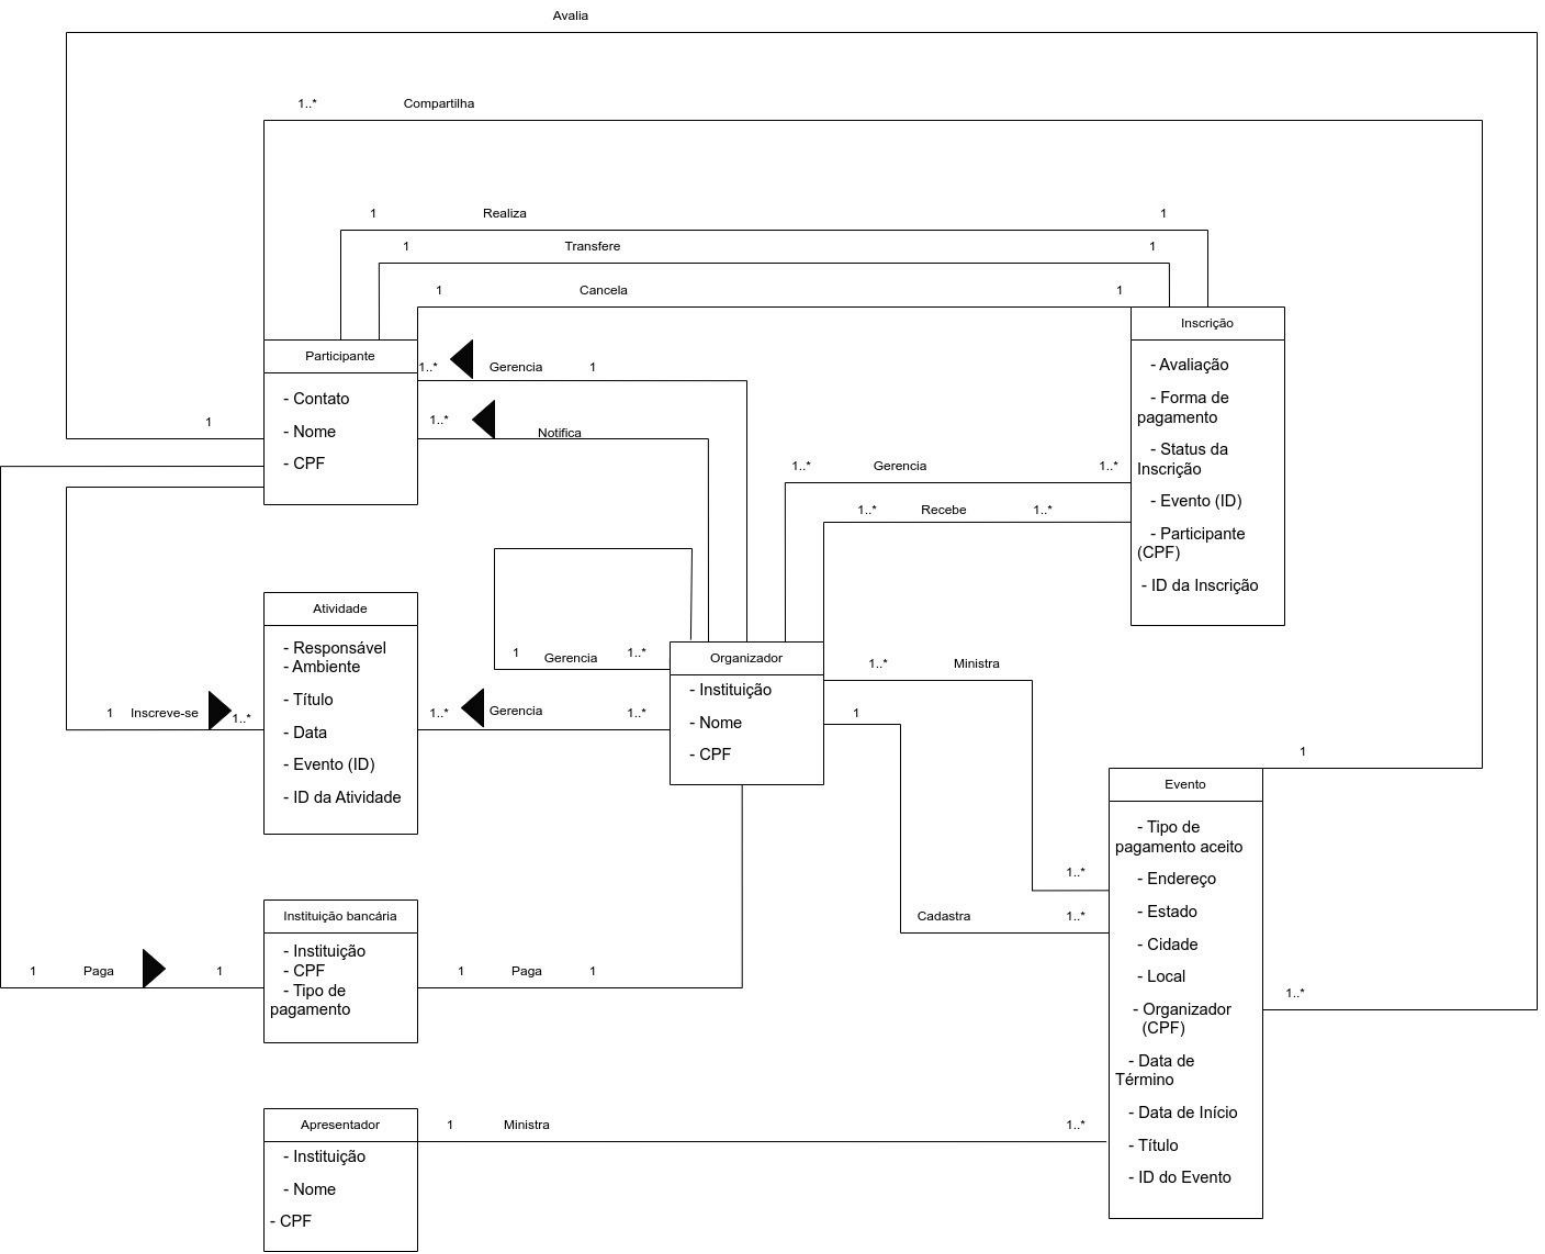 Avalia
1..* Compartilha
1 Realiza 1
1 Transfere 1
1 Cancela 1
Inscrição
- Avaliação
- Forma de
pagamento
- Status da
Inscrição
- Evento (ID)
- Participante
(CPF)
- ID da Inscrição
Participante
- Contato
- Nome
- CPF
1..* Gerencia 1
1..* Notifica
1
1..* Gerencia 1..*
1..* Recebe 1..*
Atividade
- Responsável
- Ambiente
- Título
- Data
- Evento (ID)
- ID da Atividade
1 Inscreve-se 1..*
1 Gerencia 1..*
1..* Gerencia 1..*
Organizador
- Instituição
- Nome
- CPF
1..* Ministra
1
1
1..*
Cadastra 1..*
Evento
- Tipo de
pagamento aceito
- Endereço
- Estado
- Cidade
- Local
- Organizador
(CPF)
- Data de
Término
- Data de Início
- Título
- ID do Evento
1..*
Instituição bancária
- Instituição
- CPF
- Tipo de
pagamento
1 Paga 1
1 Paga 1
Apresentador
- Instituição
- Nome
- CPF
1 Ministra 1..*